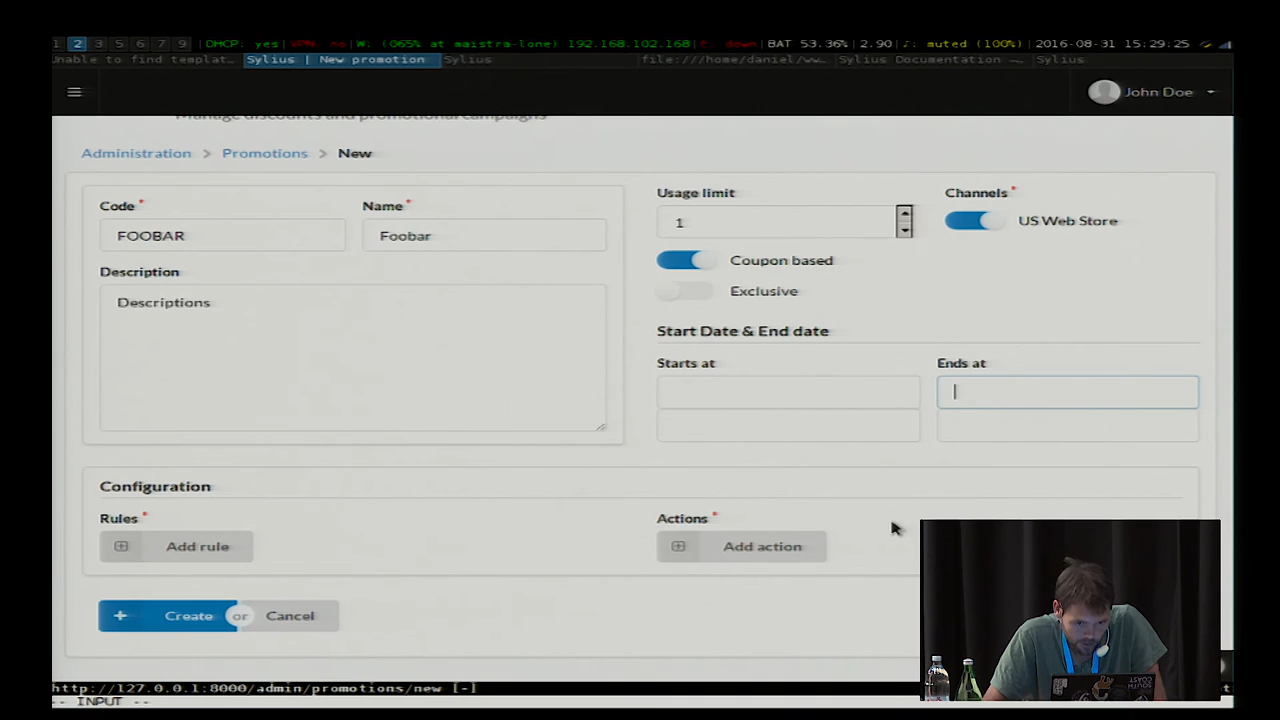 1 2 3 5 6 7 9 DHCP: yes VPN: no W: (065% at maistra-lone) 192.168.102.168 E: down BAT 53.36% 2.90 ♪: muted (100%) 2016-08-31 15:29:25
Unable to find templat… Sylius | New promotion Sylius file:///home/daniel/ww… Sylius Documentation —… Sylius
John Doe
Manage discounts and promotional campaigns
Administration > Promotions > New
Code * Name * Usage limit Channels *
FOOBAR Foobar 1 US Web Store
Description Coupon based
Descriptions Exclusive
Start Date & End date
Starts at Ends at
Configuration
Rules * Actions *
Add rule Add action
+ Create or Cancel
http://127.0.0.1:8000/admin/promotions/new [-]
-- INPUT --
SOUTH COAST